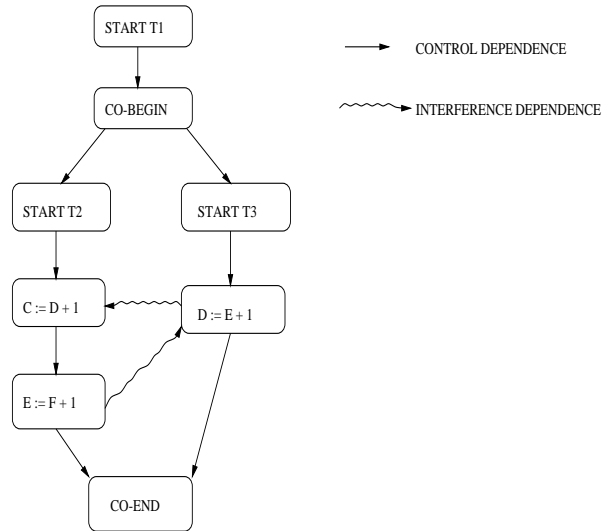 START T1
CONTROL DEPENDENCE
CO-BEGIN
INTERFERENCE DEPENDENCE
START T2
START T3
C := D + 1
D := E + 1
E := F + 1
CO-END